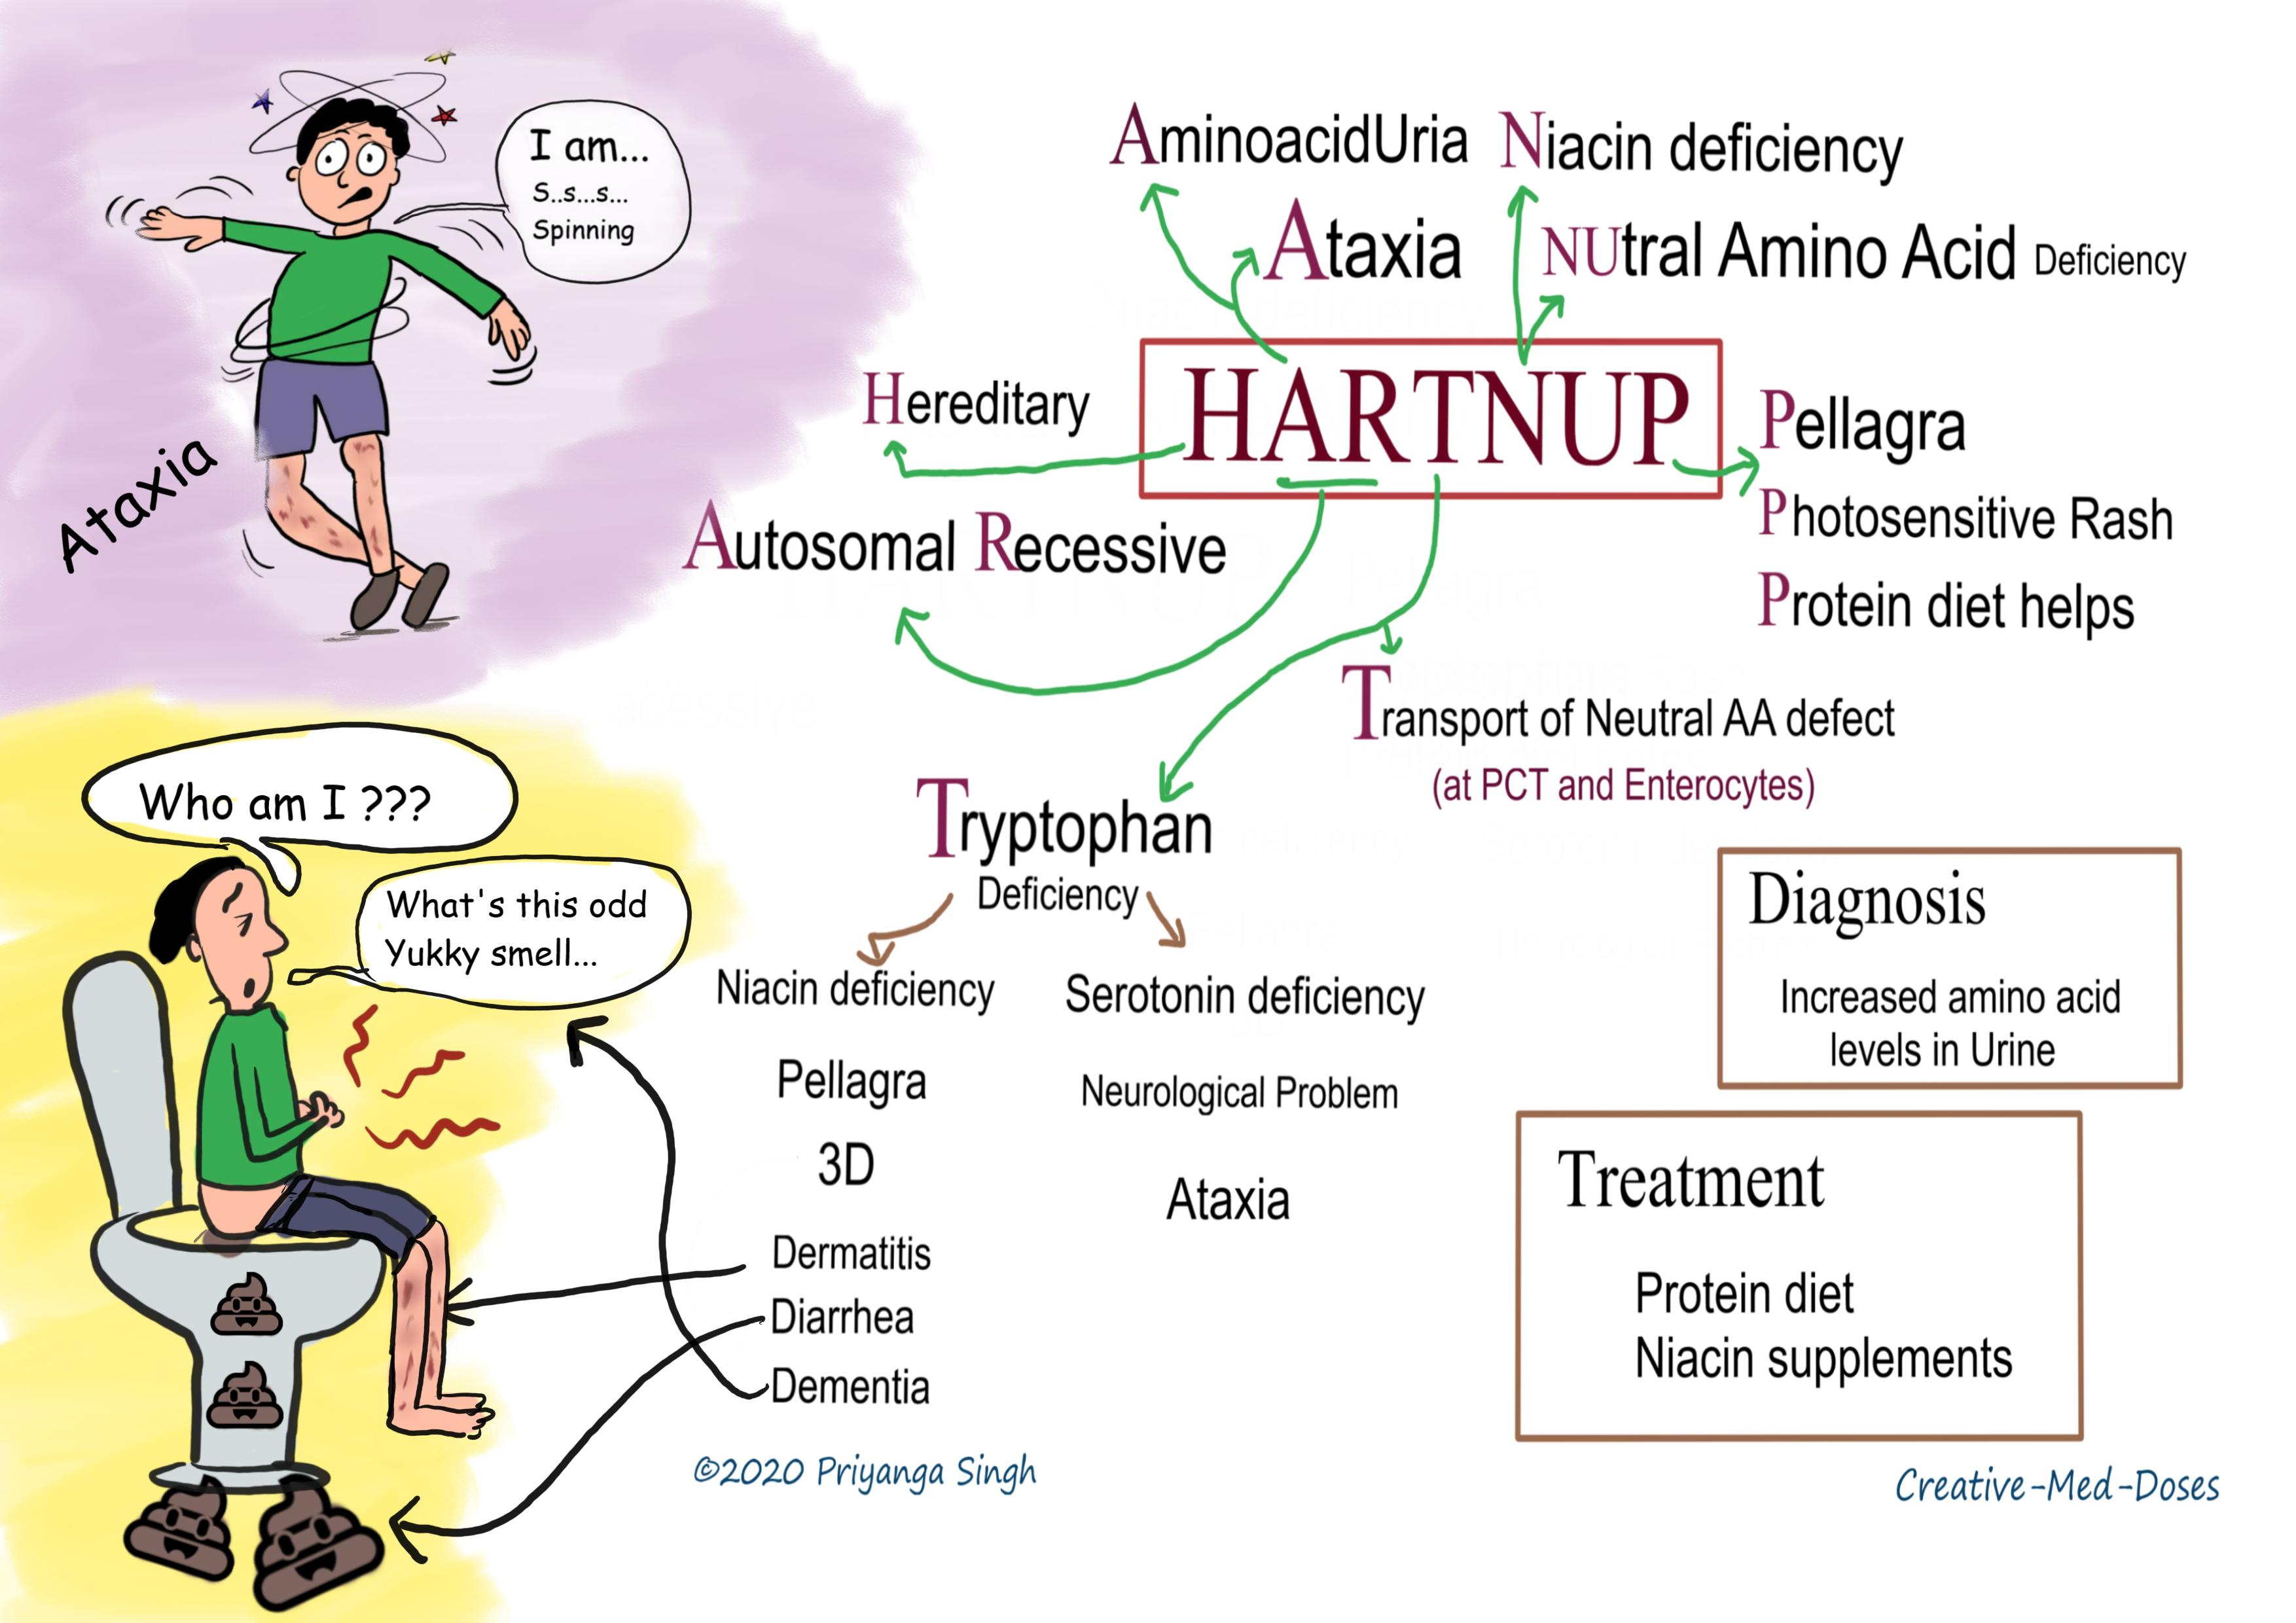 I am...
S..s...s...
Spinning
Ataxia
AminoacidUria
Niacin deficiency
Ataxia
NUtral Amino Acid Deficiency
Hereditary
HARTNUP
Pellagra
Photosensitive Rash
Protein diet helps
Autosomal Recessive
Transport of Neutral AA defect
(at PCT and Enterocytes)
Tryptophan
Deficiency
Niacin deficiency
Pellagra
3D
Dermatitis
Diarrhea
Dementia
Serotonin deficiency
Neurological Problem
Ataxia
Who am I ???
What's this odd
Yukky smell...
Diagnosis
Increased amino acid
levels in Urine
Treatment
Protein diet
Niacin supplements
©2020 Priyanga Singh
Creative-Med-Doses